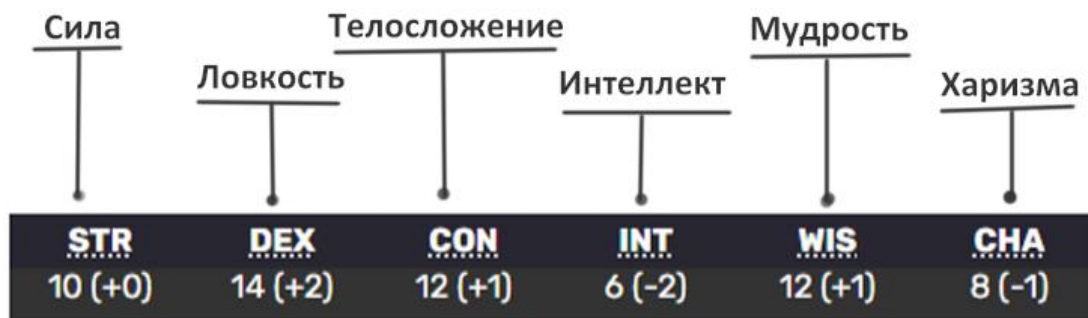 Сила
Телосложение
Мудрость
Ловкость
Интеллект
Харизма
STR DEX CON INT WIS CHA
10 (+0) 14 (+2) 12 (+1) 6 (-2) 12 (+1) 8 (-1)